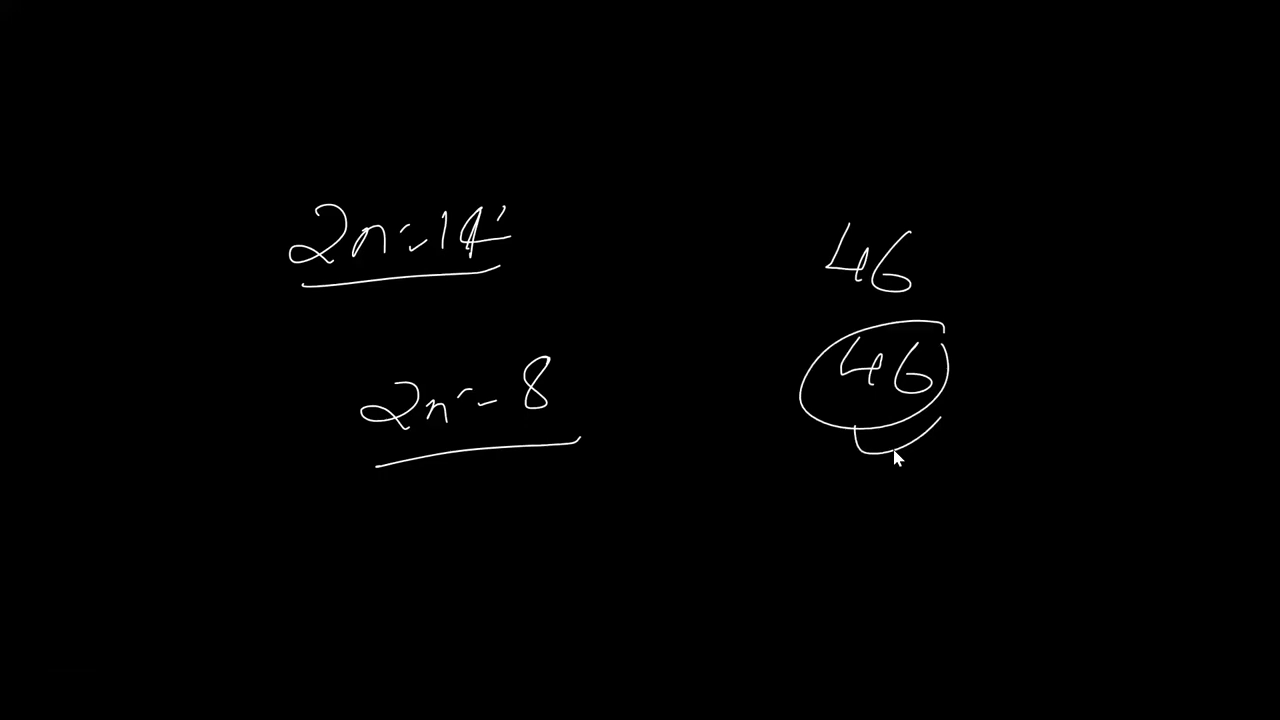 2n = 14
46
46
2n = 8